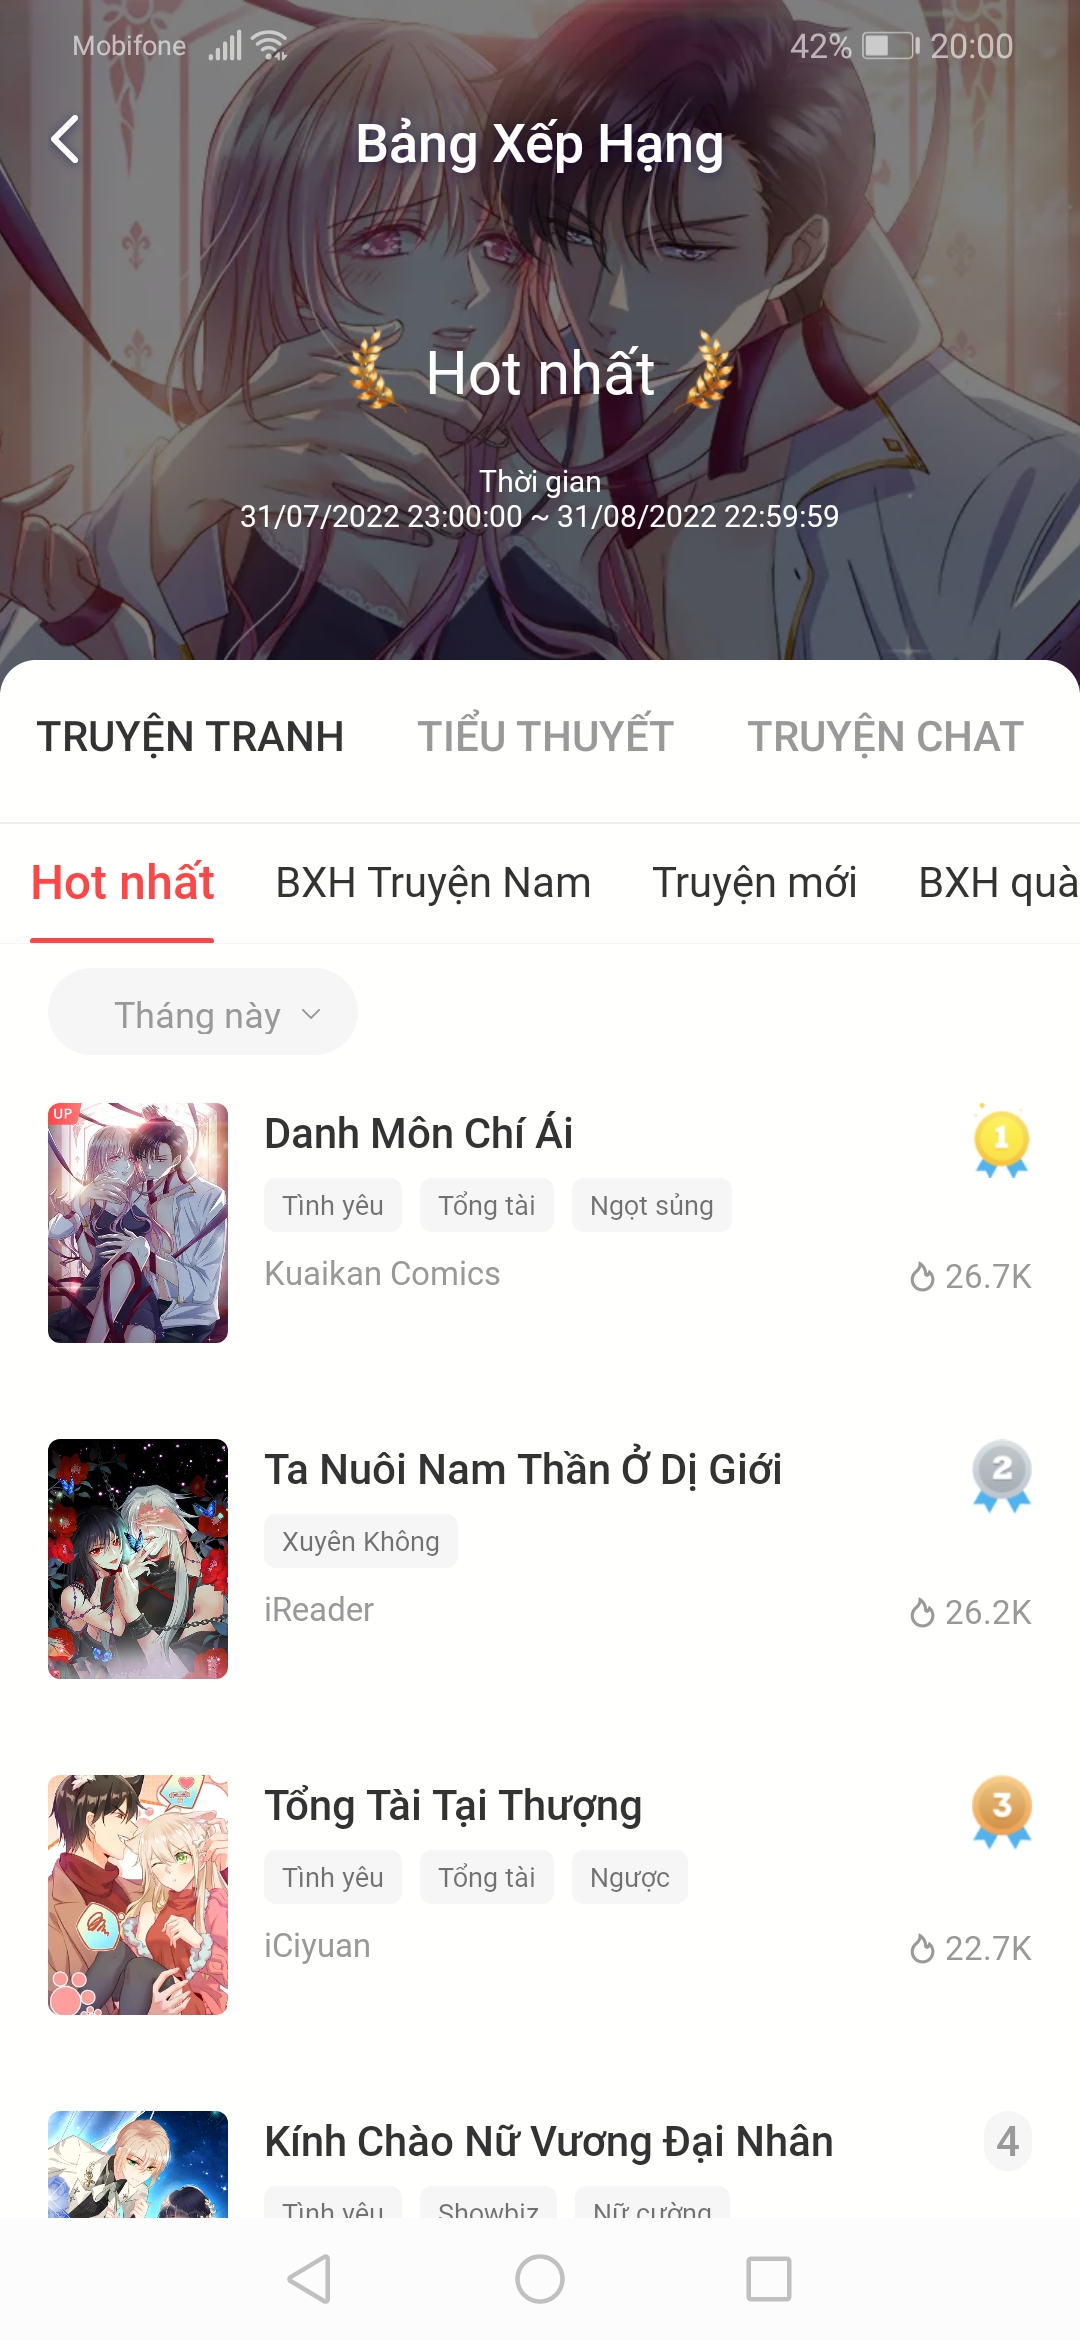 Mobifone 42% 20:00
Bảng Xếp Hạng
Hot nhất
Thời gian
31/07/2022 23:00:00 ~ 31/08/2022 22:59:59
TRUYỆN TRANH TIỂU THUYẾT TRUYỆN CHAT
Hot nhất BXH Truyện Nam Truyện mới BXH quà
Tháng này
UP
Danh Môn Chí Ái 1
Tình yêu Tổng tài Ngọt sủng
Kuaikan Comics 26.7K
Ta Nuôi Nam Thần Ở Dị Giới 2
Xuyên Không
iReader 26.2K
Tổng Tài Tại Thượng 3
Tình yêu Tổng tài Ngược
iCiyuan 22.7K
Kính Chào Nữ Vương Đại Nhân 4
Tình yêu Showbiz Nữ cường